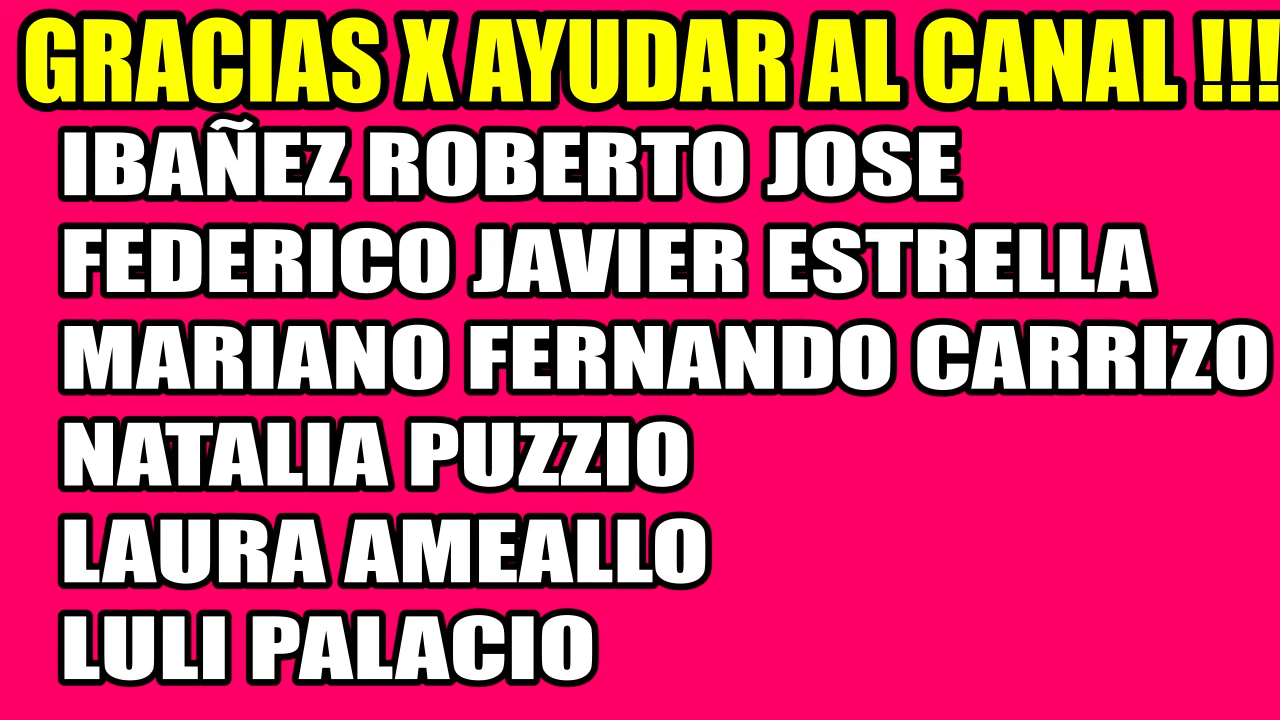 GRACIAS X AYUDAR AL CANAL !!!
IBAÑEZ ROBERTO JOSE
FEDERICO JAVIER ESTRELLA
MARIANO FERNANDO CARRIZO
NATALIA PUZZIO
LAURA AMEALLO
LULI PALACIO